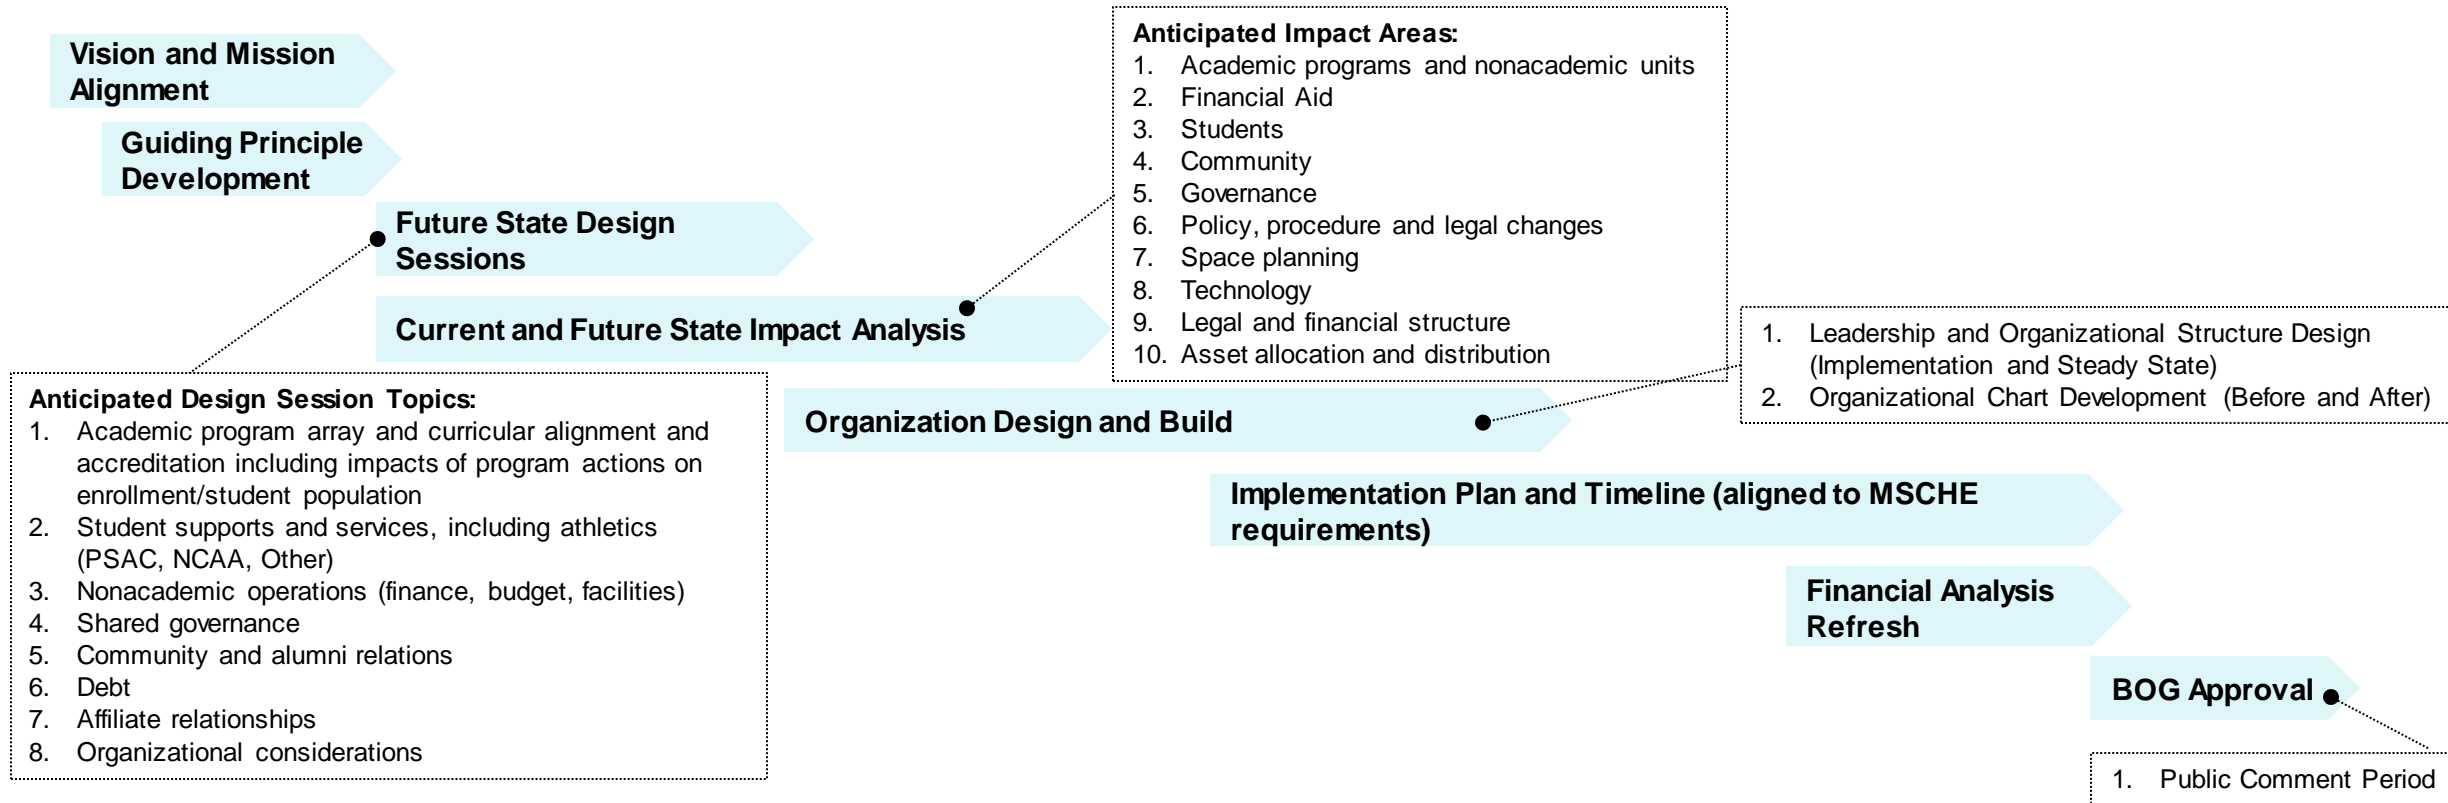 Vision and Mission
Alignment
Guiding Principle
Development
Future State Design
Sessions
Current and Future State Impact Analysis
Anticipated Impact Areas:
1. Academic programs and nonacademic units
2. Financial Aid
3. Students
4. Community
5. Governance
6. Policy, procedure and legal changes
7. Space planning
8. Technology
9. Legal and financial structure
10. Asset allocation and distribution
Anticipated Design Session Topics:
1. Academic program array and curricular alignment and
accreditation including impacts of program actions on
enrollment/student population
2. Student supports and services, including athletics
(PSAC, NCAA, Other)
3. Nonacademic operations (finance, budget, facilities)
4. Shared governance
5. Community and alumni relations
6. Debt
7. Affiliate relationships
8. Organizational considerations
Organization Design and Build
1. Leadership and Organizational Structure Design
(Implementation and Steady State)
2. Organizational Chart Development (Before and After)
Implementation Plan and Timeline (aligned to MSCHE
requirements)
Financial Analysis
Refresh
BOG Approval
1. Public Comment Period